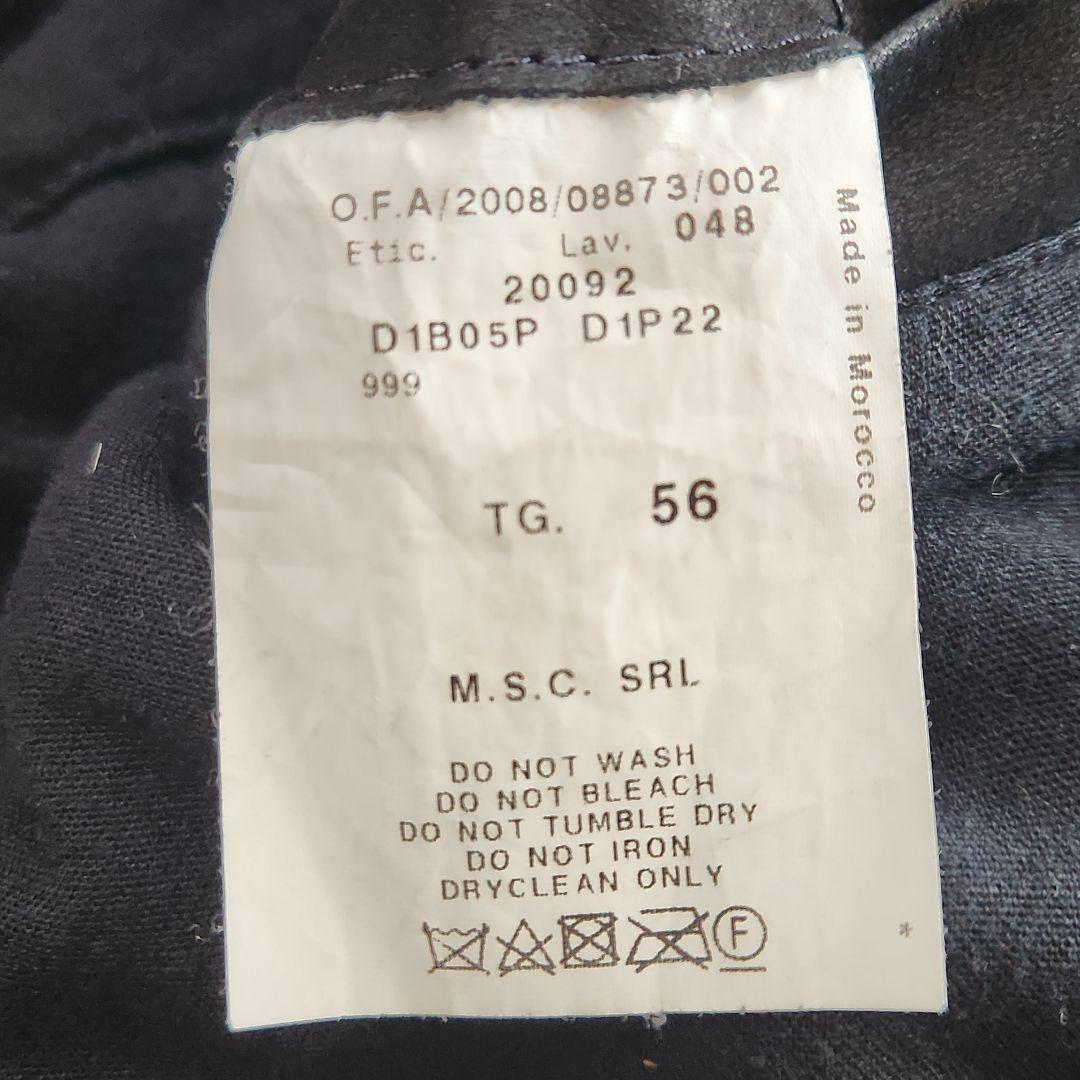 O.F.A/2008/08873/002
Etic. Lav. 048
20092
D1B05P D1P22
999
TG. 56
M.S.C. SRL
DO NOT WASH
DO NOT BLEACH
DO NOT TUMBLE DRY
DO NOT IRON
DRYCLEAN ONLY
F
*
Made in Morocco